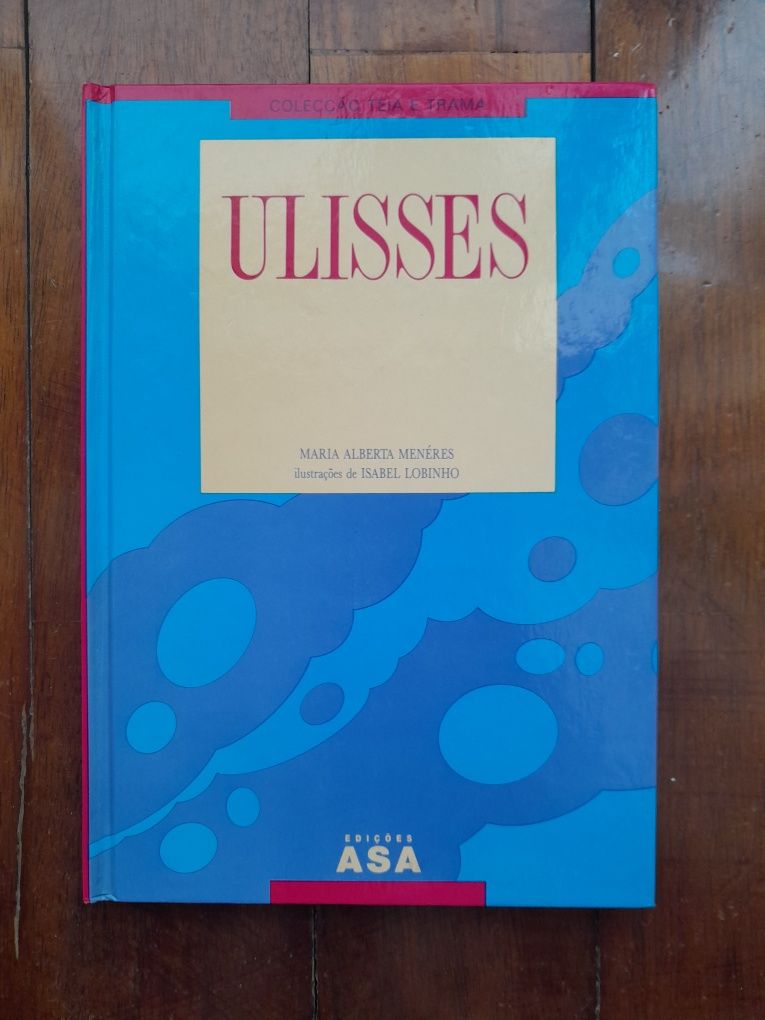 COLECÇÃO TEIA E TRAMA
ULISSES
MARIA ALBERTA MENÉRES
ilustrações de ISABEL LOBINHO
EDIÇÕES
ASA